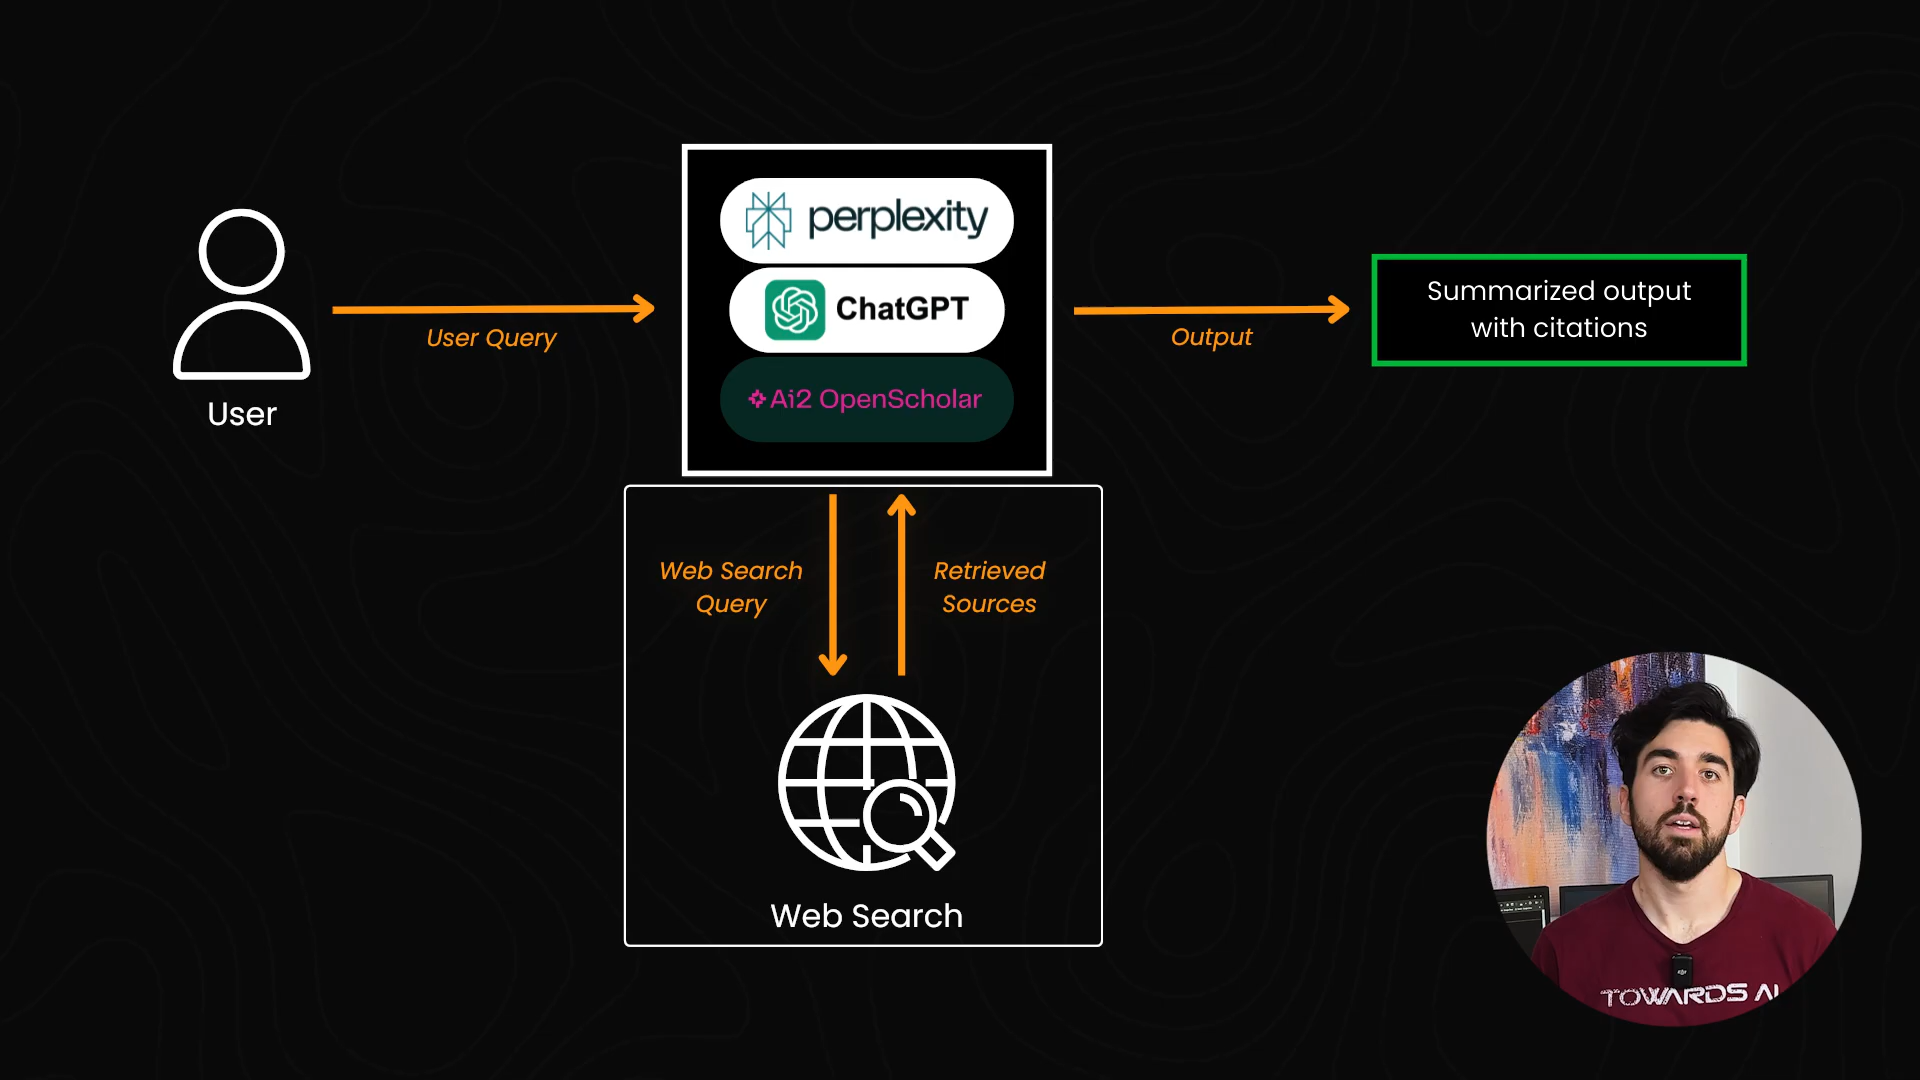 perplexity
ChatGPT
Ai2 OpenScholar
User Query
User
Output
Summarized output
with citations
Web Search
Query
Retrieved
Sources
Web Search
TOWARDS AI